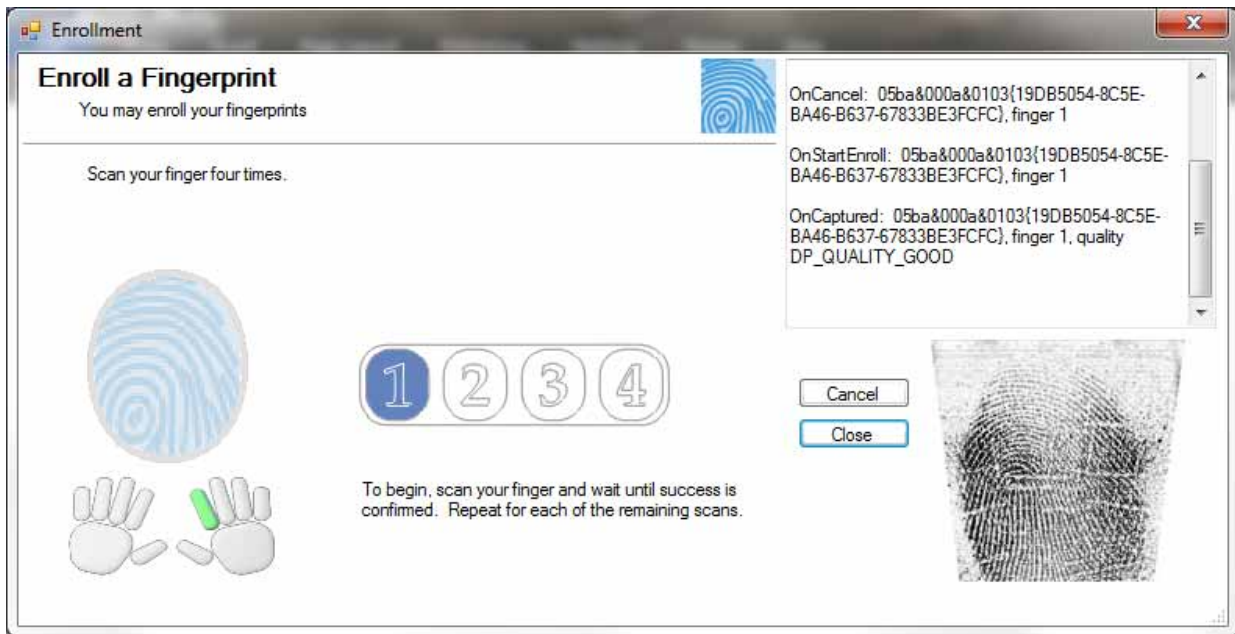 Enrollment
Enroll a Fingerprint
You may enroll your fingerprints
Scan your finger four times.
1 2 3 4
To begin, scan your finger and wait until success is
confirmed. Repeat for each of the remaining scans.
OnCancel: 05ba&000a&0103{19DB5054-8C5E-
BA46-B637-67833BE3FCFC}, finger 1
OnStartEnroll: 05ba&000a&0103{19DB5054-8C5E-
BA46-B637-67833BE3FCFC}, finger 1
OnCaptured: 05ba&000a&0103{19DB5054-8C5E-
BA46-B637-67833BE3FCFC}, finger 1, quality
DP_QUALITY_GOOD
Cancel
Close